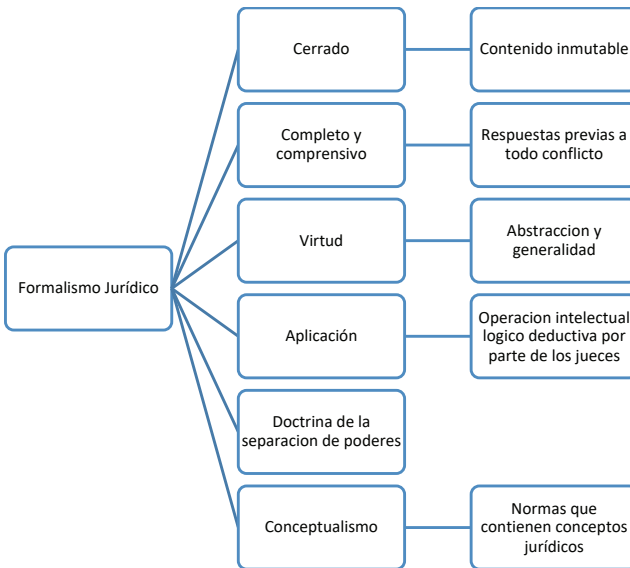 Cerrado
Contenido inmutable
Completo y
comprensivo
Respuestas previas a
todo conflicto
Virtud
Abstraccion y
generalidad
Formalismo Jurídico
Aplicación
Operacion intelectual
logico deductiva por
parte de los jueces
Doctrina de la
separacion de poderes
Conceptualismo
Normas que
contienen conceptos
jurídicos